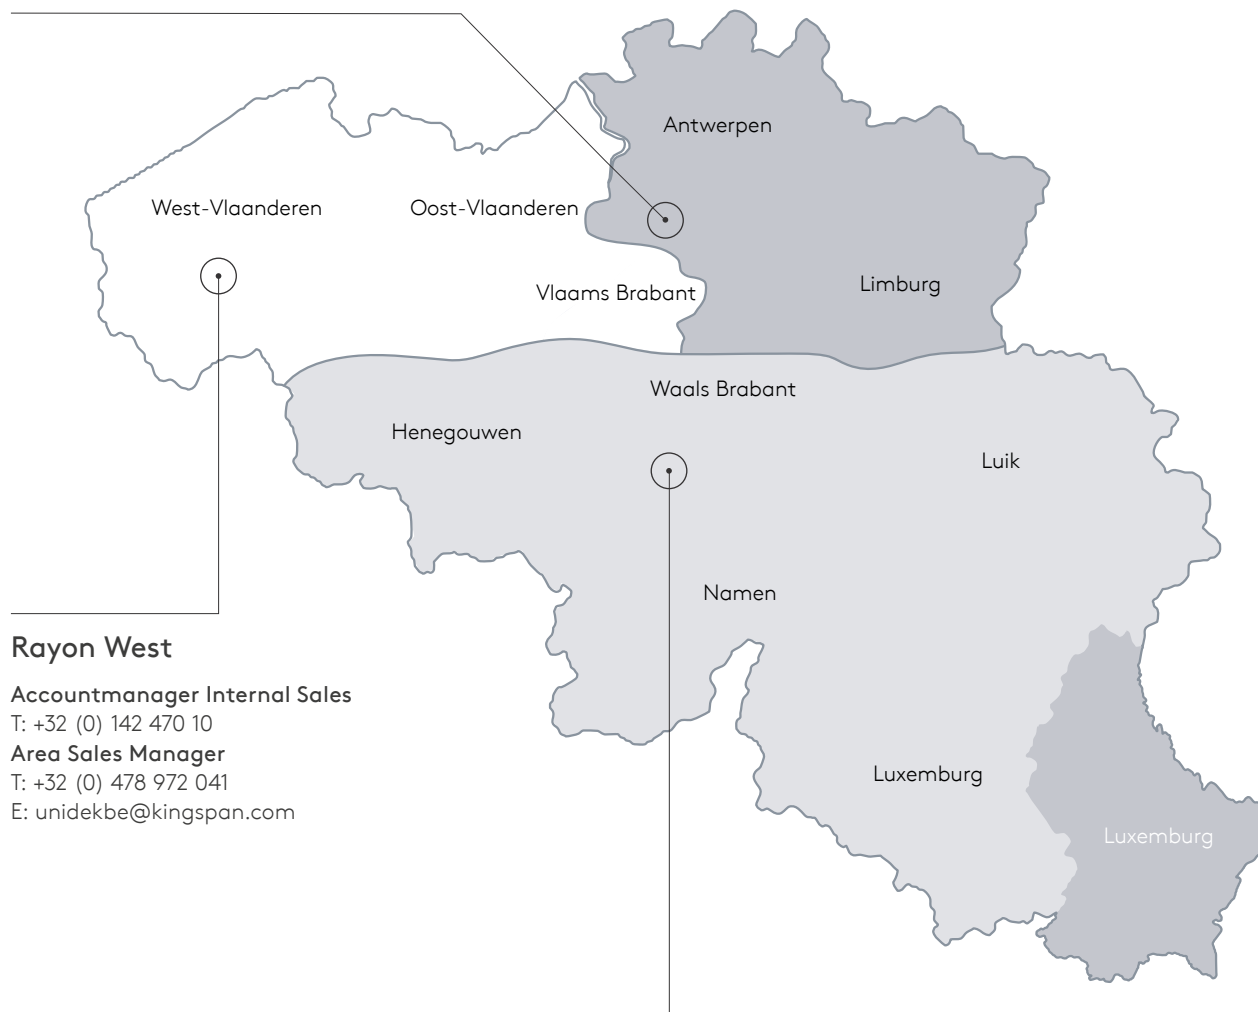 Antwerpen
West-Vlaanderen
Oost-Vlaanderen
Vlaams Brabant
Limburg
Waals Brabant
Henegouwen
Luik
Namen
Rayon West
Accountmanager Internal Sales
T: +32 (0) 142 470 10
Area Sales Manager
T: +32 (0) 478 972 041
E: unidekbe@kingspan.com
Luxemburg
Luxemburg